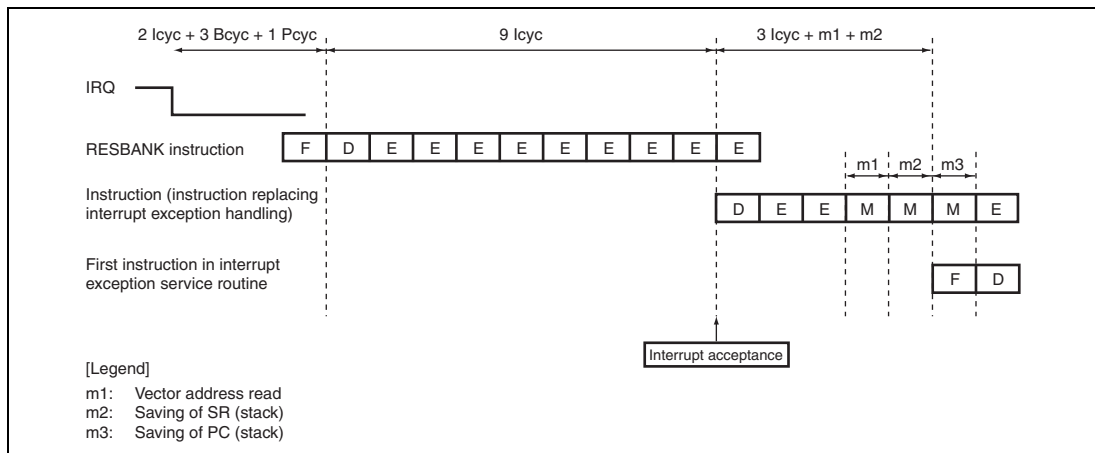 2 Icyc + 3 Bcyc + 1 Pcyc 9 Icyc 3 Icyc + m1 + m2
IRQ
RESBANK instruction F D E E E E E E E E E
m1 m2 m3
Instruction (instruction replacing
interrupt exception handling) D E E M M M E
First instruction in interrupt
exception service routine F D
Interrupt acceptance
[Legend]
m1: Vector address read
m2: Saving of SR (stack)
m3: Saving of PC (stack)